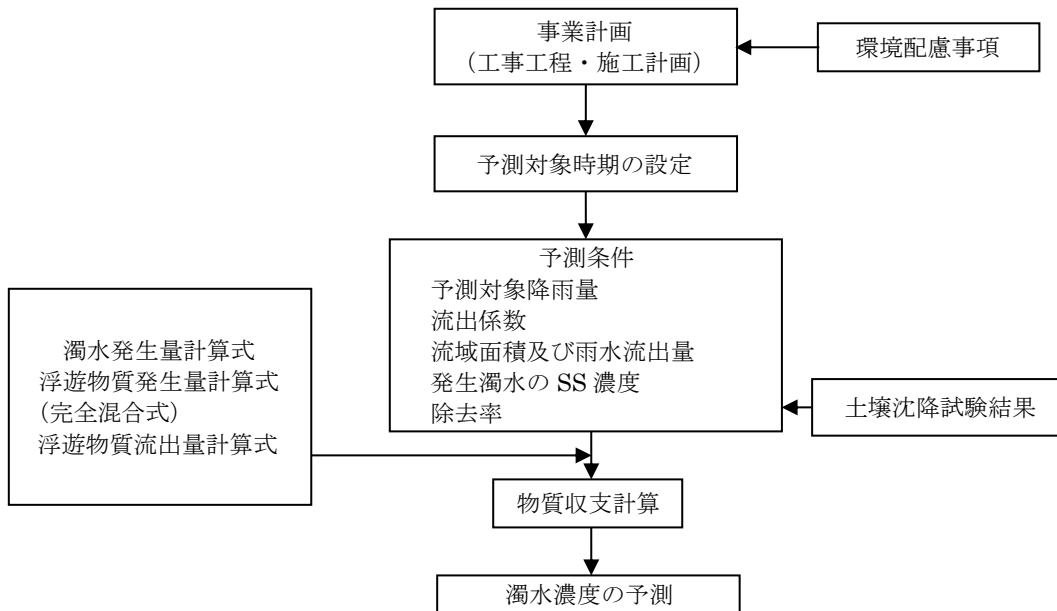 事業計画
（工事工程・施工計画）
環境配慮事項
予測対象時期の設定
予測条件
予測対象降雨量
流出係数
流域面積及び雨水流出量
発生濁水の SS 濃度
除去率
濁水発生量計算式
浮遊物質発生量計算式
(完全混合式)
浮遊物質流出量計算式
土壌沈降試験結果
物質収支計算
濁水濃度の予測